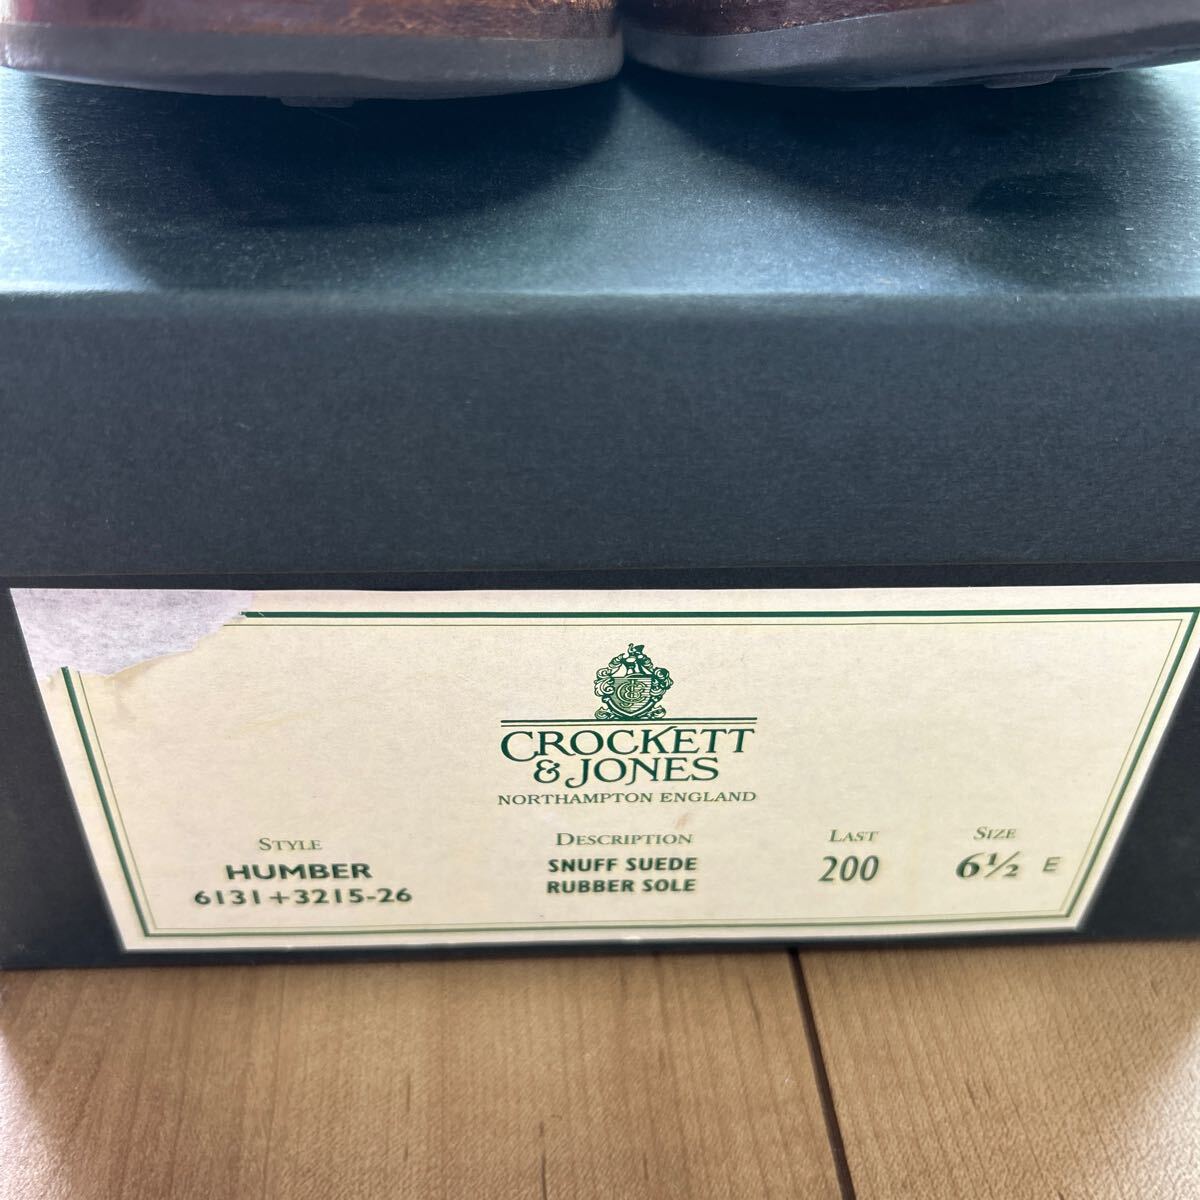 CROCKETT
& JONES
NORTHAMPTON ENGLAND
STYLE
HUMBER
6131+3215-26
DESCRIPTION
SNUFF SUEDE
RUBBER SOLE
LAST
200
SIZE
6½ E